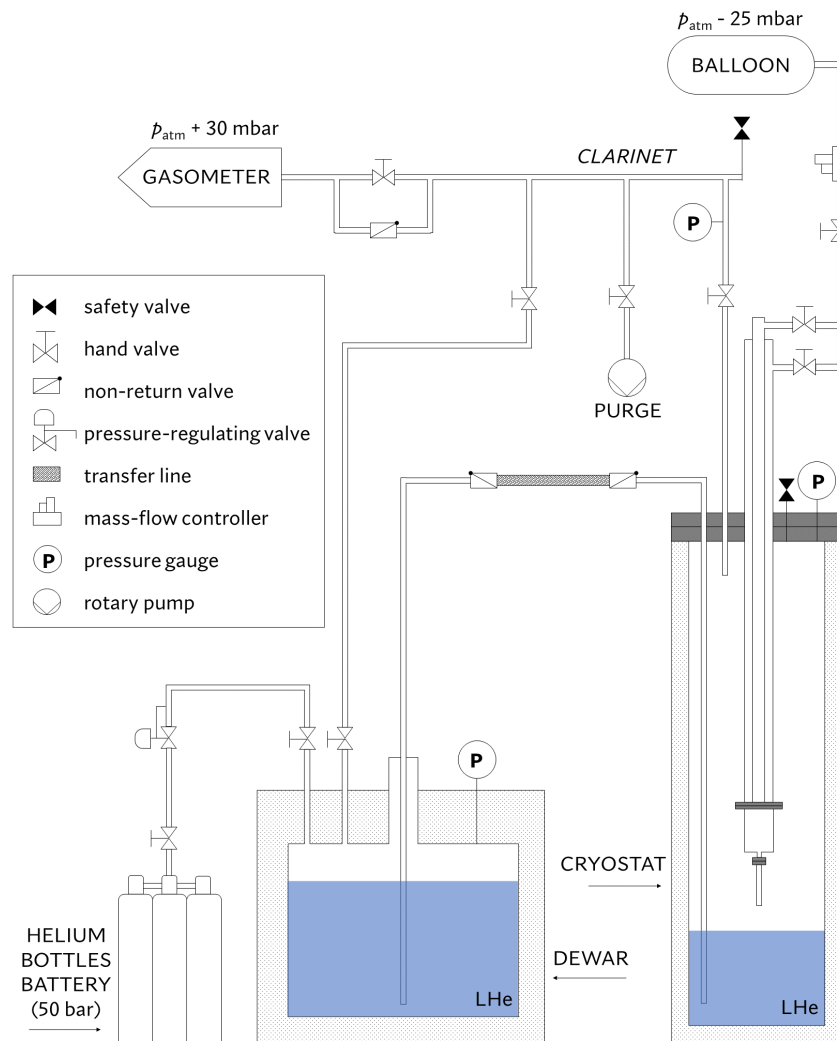 p_atm - 25 mbar
BALLOON
p_atm + 30 mbar
GASOMETER
CLARINET
P
safety valve
hand valve
non-return valve
pressure-regulating valve
transfer line
mass-flow controller
P
pressure gauge
rotary pump
PURGE
P
P
CRYOSTAT
DEWAR
HELIUM
BOTTLES
BATTERY
(50 bar)
LHe
LHe